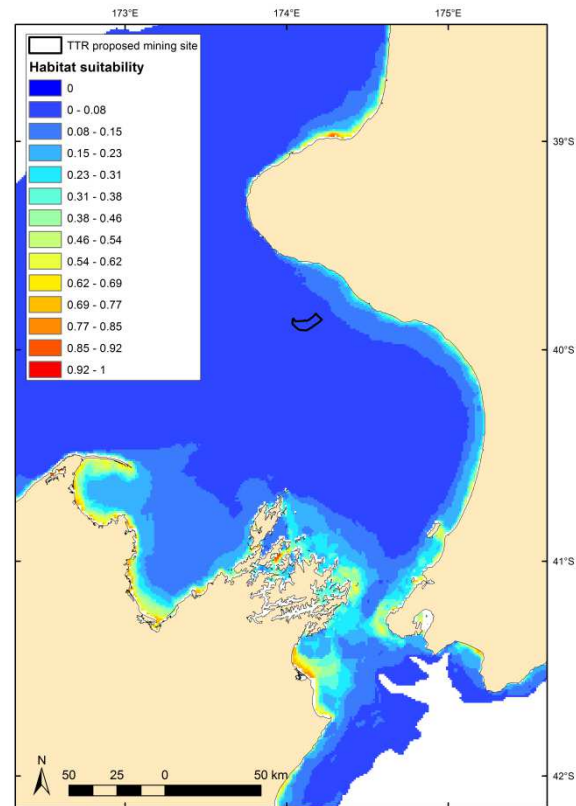 173°E 174°E 175°E
TTR proposed mining site
Habitat suitability
0
0 - 0.08
0.08 - 0.15
0.15 - 0.23
0.23 - 0.31
0.31 - 0.38
0.38 - 0.46
0.46 - 0.54
0.54 - 0.62
0.62 - 0.69
0.69 - 0.77
0.77 - 0.85
0.85 - 0.92
0.92 - 1
39°S
40°S
41°S
42°S
N
50 25 0 50 km